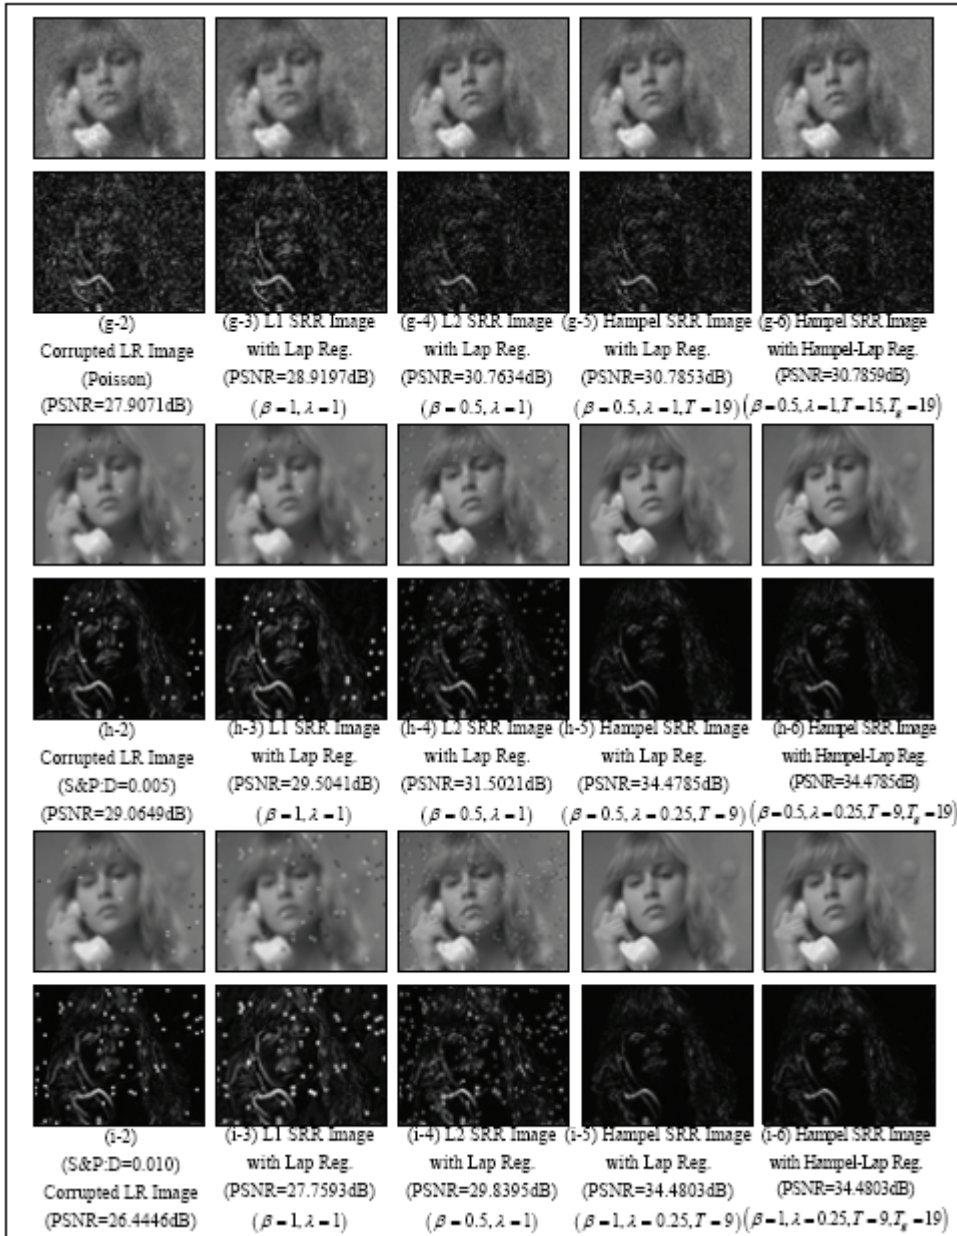 (g-2)
Corrupted LR Image
(Poisson)
(PSNR=27.9071dB)
(g-3) L1 SRR Image
with Lap Reg.
(PSNR=28.9197dB)
(β=1, λ=1)
(g-4) L2 SRR Image
with Lap Reg.
(PSNR=30.7634dB)
(β=0.5, λ=1)
(g-5) Hampel SRR Image
with Lap Reg.
(PSNR=30.7853dB)
(β=0.5, λ=1, T=19)
(g-6) Hampel SRR Image
with Hampel-Lap Reg.
(PSNR=30.7859dB)
(β=0.5, λ=1, T=15, T_g=19)
(h-2)
Corrupted LR Image
(S&P:D=0.005)
(PSNR=29.0649dB)
(h-3) L1 SRR Image
with Lap Reg.
(PSNR=29.5041dB)
(β=1, λ=1)
(h-4) L2 SRR Image
with Lap Reg.
(PSNR=31.5021dB)
(β=0.5, λ=1)
(h-5) Hampel SRR Image
with Lap Reg.
(PSNR=34.4785dB)
(β=0.5, λ=0.25, T=9)
(h-6) Hampel SRR Image
with Hampel-Lap Reg.
(PSNR=34.4785dB)
(β=0.5, λ=0.25, T=9, T_g=19)
(i-2)
(S&P:D=0.010)
Corrupted LR Image
(PSNR=26.4446dB)
(i-3) L1 SRR Image
with Lap Reg.
(PSNR=27.7593dB)
(β=1, λ=1)
(i-4) L2 SRR Image
with Lap Reg.
(PSNR=29.8395dB)
(β=0.5, λ=1)
(i-5) Hampel SRR Image
with Lap Reg.
(PSNR=34.4803dB)
(β=1, λ=0.25, T=9)
(i-6) Hampel SRR Image
with Hampel-Lap Reg.
(PSNR=34.4803dB)
(β=1, λ=0.25, T=9, T_g=19)